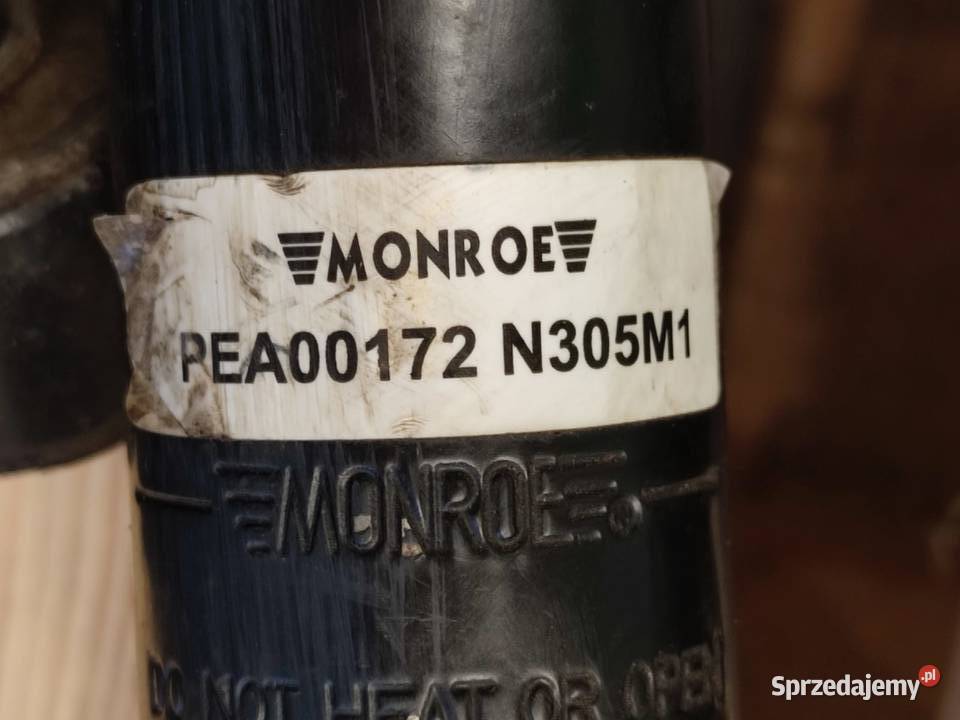 MONROE
PEA00172 N305M1
MONROE®
DO NOT HEAT OR OPEN
Sprzedajemy.pl